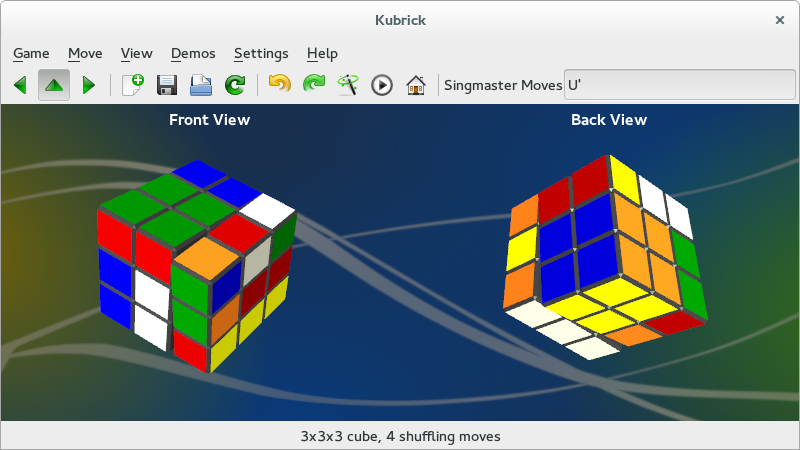 Kubrick
Game Move View Demos Settings Help
Singmaster Moves U'
Front View Back View
3x3x3 cube, 4 shuffling moves